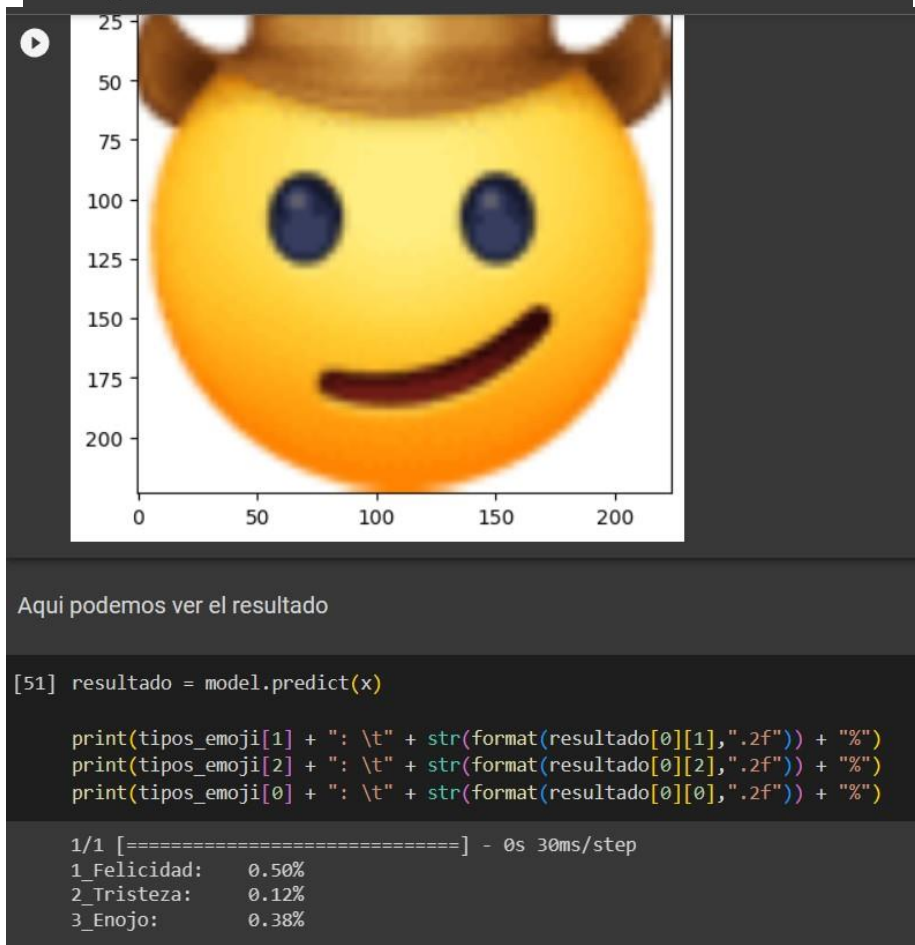 25
50
75
100
125
150
175
200
0 50 100 150 200
Aqui podemos ver el resultado
[51] resultado = model.predict(x)
print(tipos_emoji[1] + ": \t" + str(format(resultado[0][1],".2f")) + "%")
print(tipos_emoji[2] + ": \t" + str(format(resultado[0][2],".2f")) + "%")
print(tipos_emoji[0] + ": \t" + str(format(resultado[0][0],".2f")) + "%")
1/1 [==============================] - 0s 30ms/step
1_Felicidad: 0.50%
2_Tristeza: 0.12%
3_Enojo: 0.38%